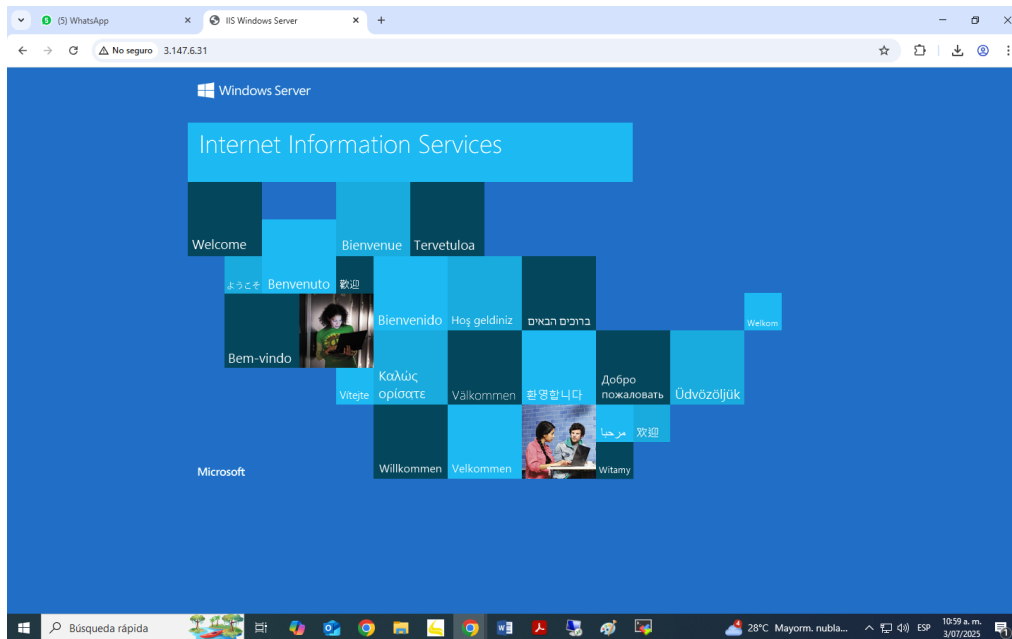 (5) WhatsApp
IIS Windows Server
No seguro
3.147.6.31
Windows Server
Internet Information Services
Welcome
Bienvenue
Tervetuloa
ようこそ
Benvenuto
歡迎
Bienvenido
Hoş geldiniz
ברוכים הבאים
Welkom
Bem-vindo
Vítejte
Καλώς
ορίσατε
Välkommen
환영합니다
Добро
пожаловать
Üdvözöljük
Willkommen
Velkommen
مرحبا
欢迎
Witamy
Microsoft
Búsqueda rápida
28°C Mayorm. nubla...
ESP
10:59 a. m.
3/07/2025